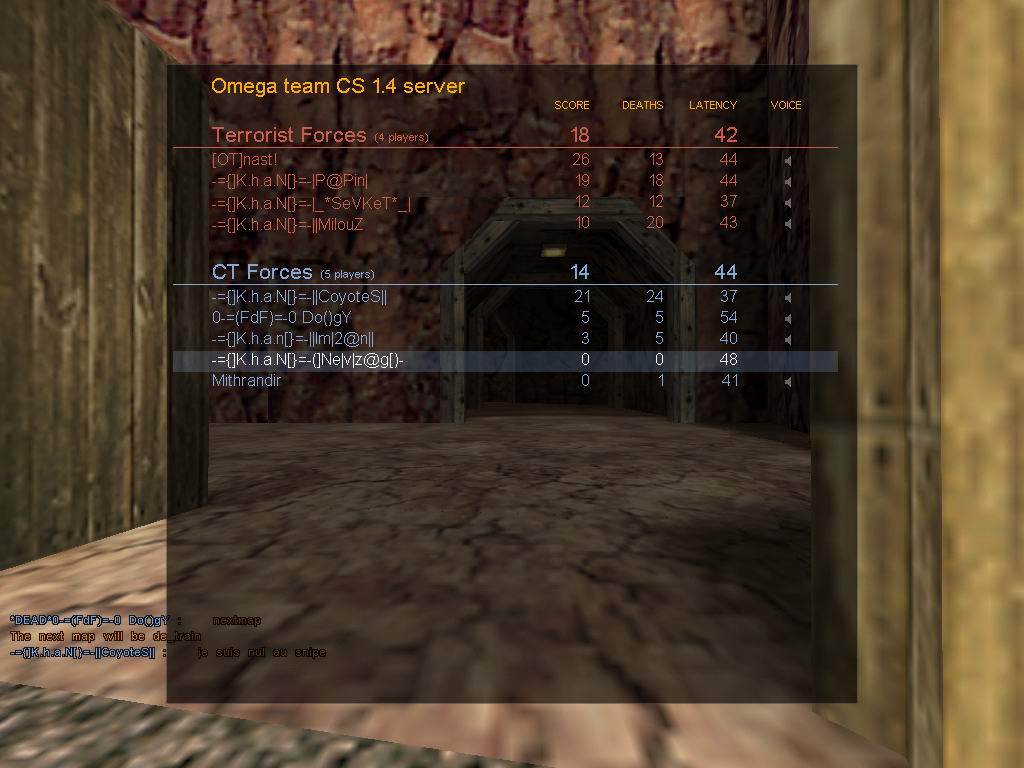 Omega team CS 1.4 server
SCORE DEATHS LATENCY VOICE
Terrorist Forces (4 players) 18 42
[OT]nast! 26 13 44
-={]K.h.a.N[}=-|P@Pin| 19 18 44
-={]K.h.a.N[}=-|_*SeVKeT*_| 12 12 37
-={]K.h.a.N[}=-||MilouZ 10 20 43
CT Forces (5 players) 14 44
-={]K.h.a.N[}=-||CoyoteS|| 21 24 37
0-=(FdF)=-0 Do()gY 5 5 54
-={]K.h.a.n[}=-||Im|2@n|| 3 5 40
-={]K.h.a.N[}=-(]Ne|v|z@g[)- 0 0 48
Mithrandir 0 1 41
*DEAD*0-=(FdF)=-0 Do()gY : nextmap
The next map will be de_train
-={]K.h.a.N[}=-||CoyoteS|| : je suis nul au snipe